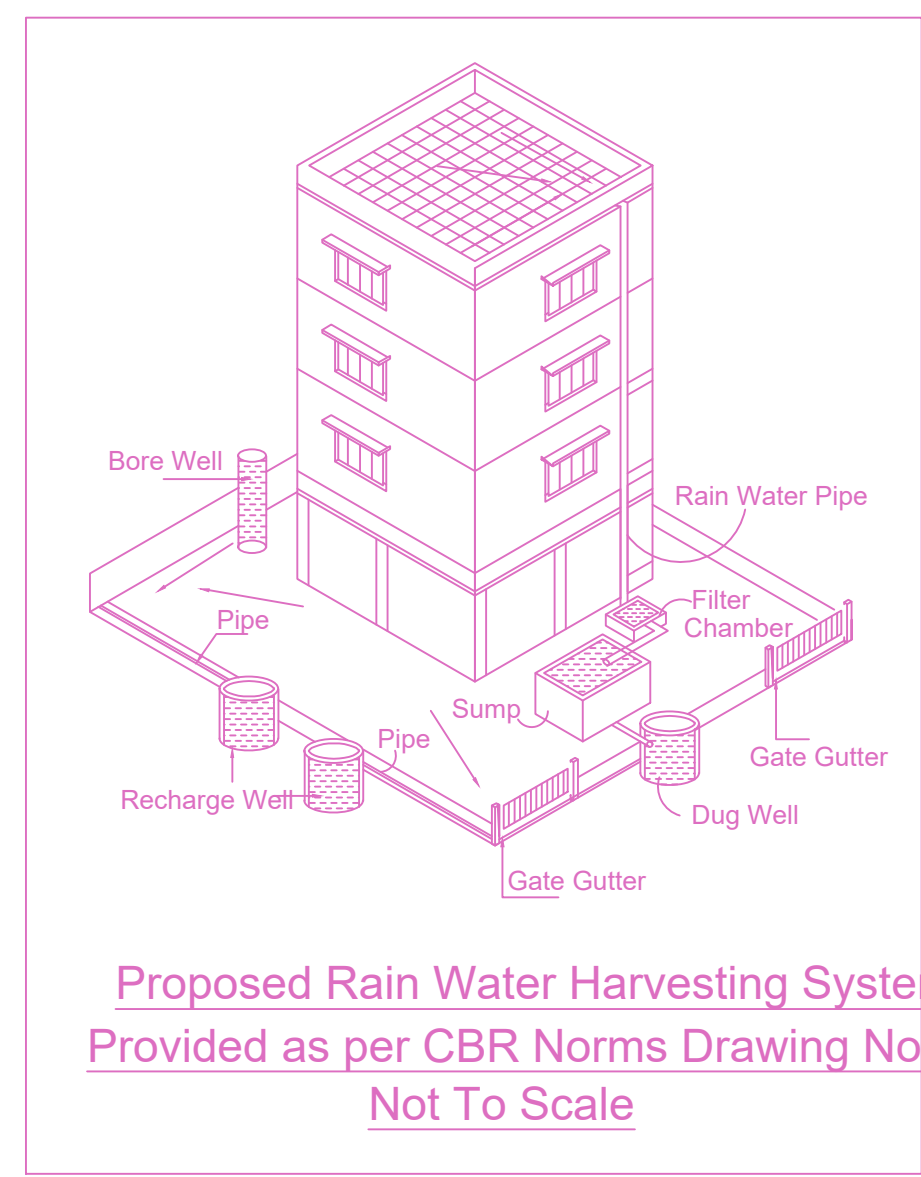 Bore Well
Rain Water Pipe
Filter
Chamber
Pipe
Sump
Pipe
Gate Gutter
Recharge Well
Dug Well
Gate Gutter
Proposed Rain Water Harvesting Syste
Provided as per CBR Norms Drawing No
Not To Scale